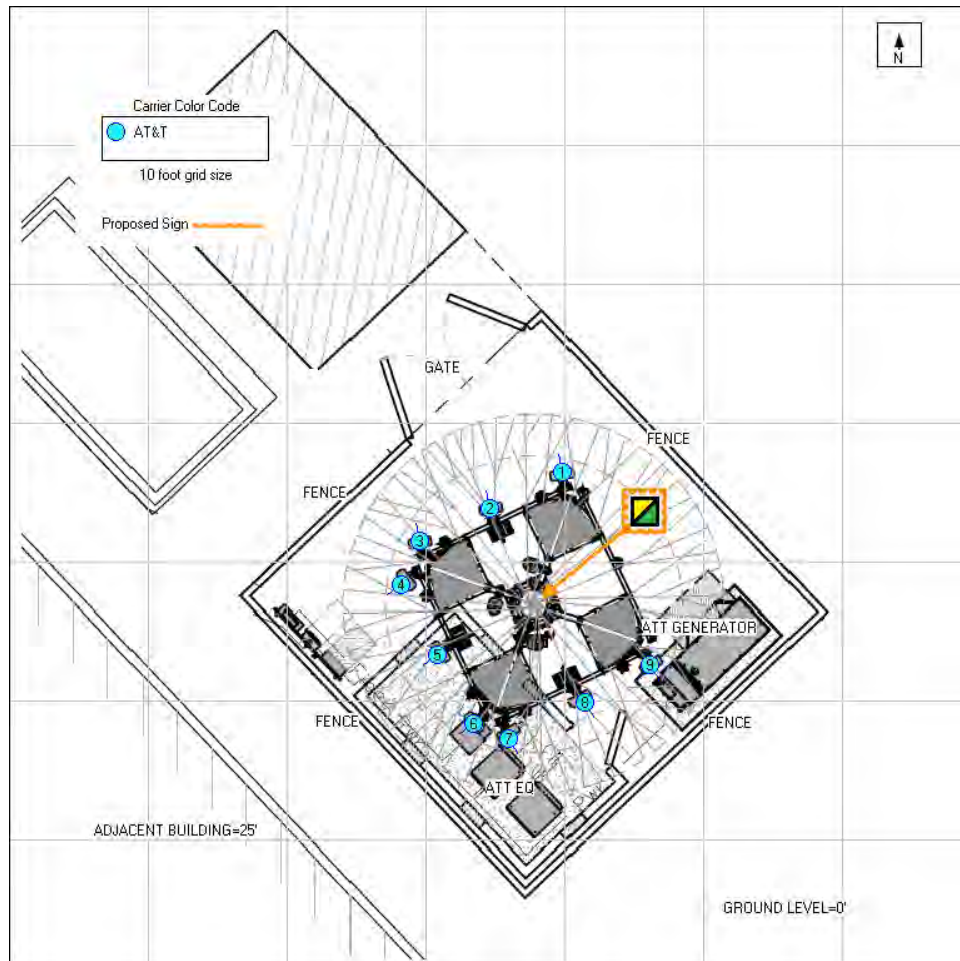 N
Carrier Color Code
AT&T
10 foot grid size
Proposed Sign
GATE
FENCE
1
2
FENCE
3
4
ATT GENERATOR
5
9
8
FENCE
6
FENCE
7
ATT EQ
ADJACENT BUILDING=25'
GROUND LEVEL=0'